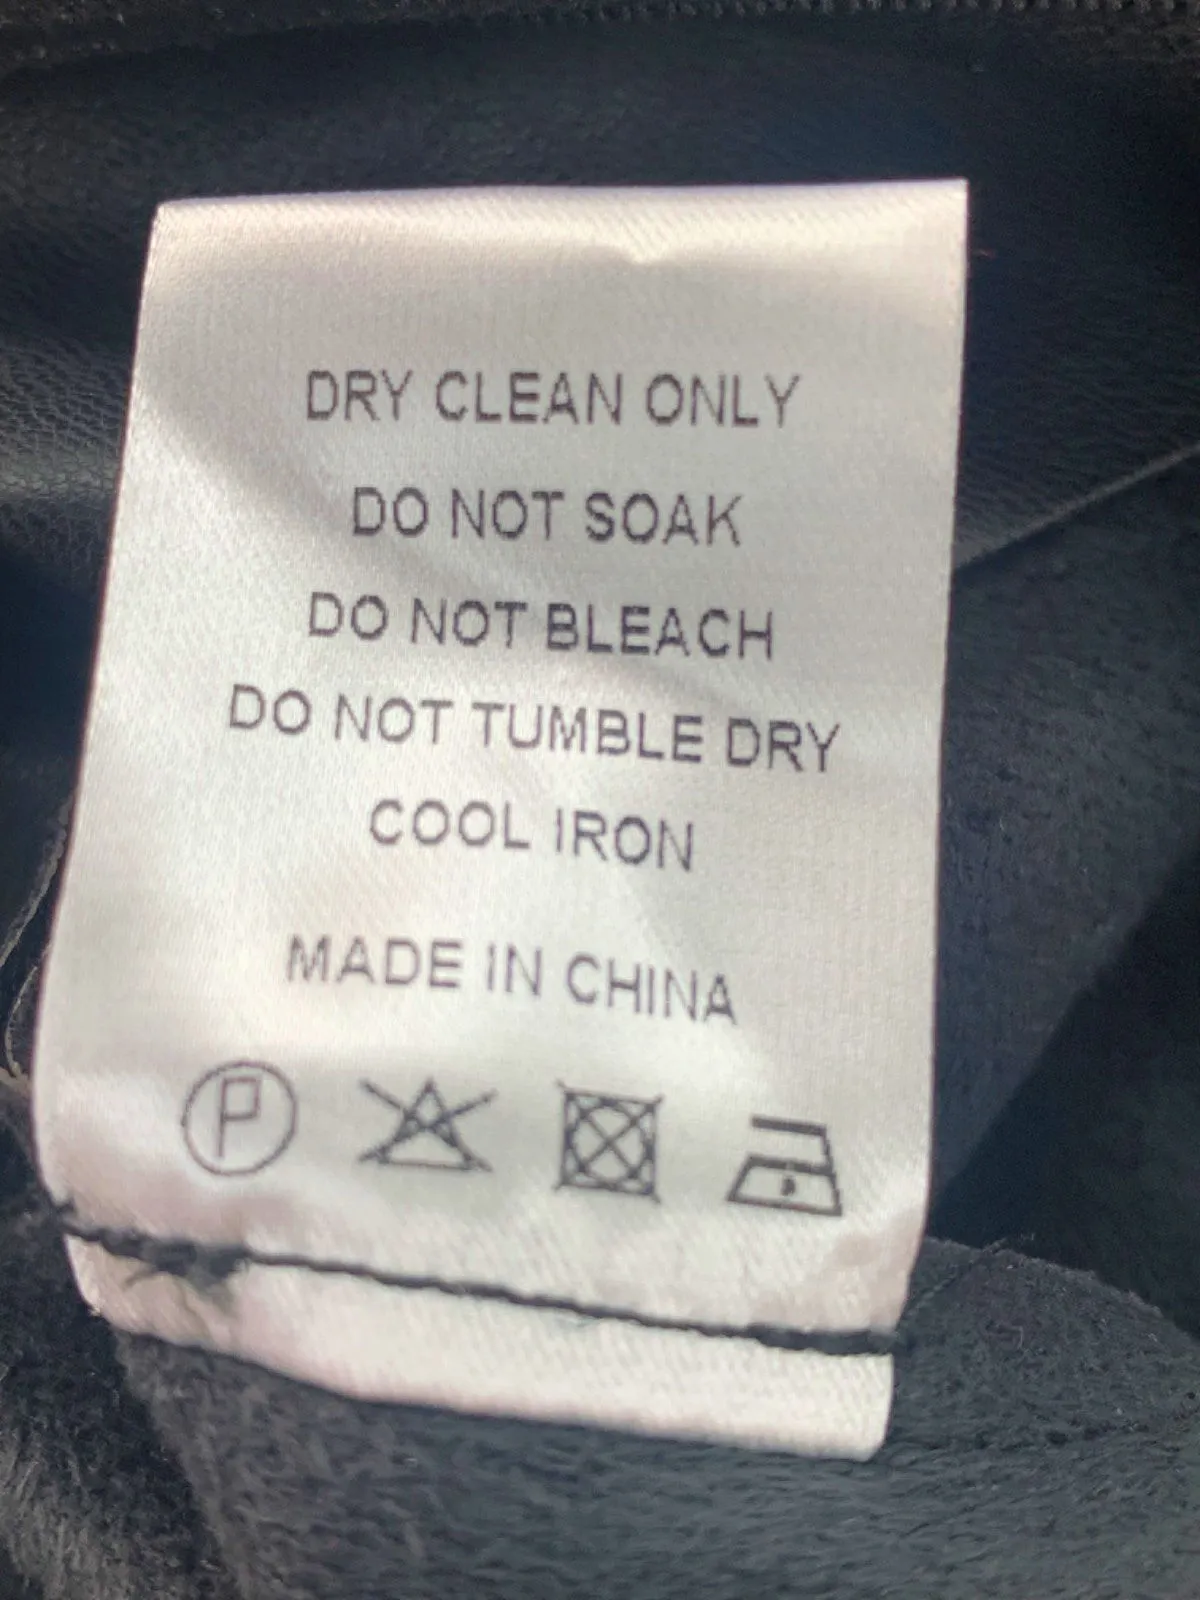 DRY CLEAN ONLY
DO NOT SOAK
DO NOT BLEACH
DO NOT TUMBLE DRY
COOL IRON
MADE IN CHINA
P